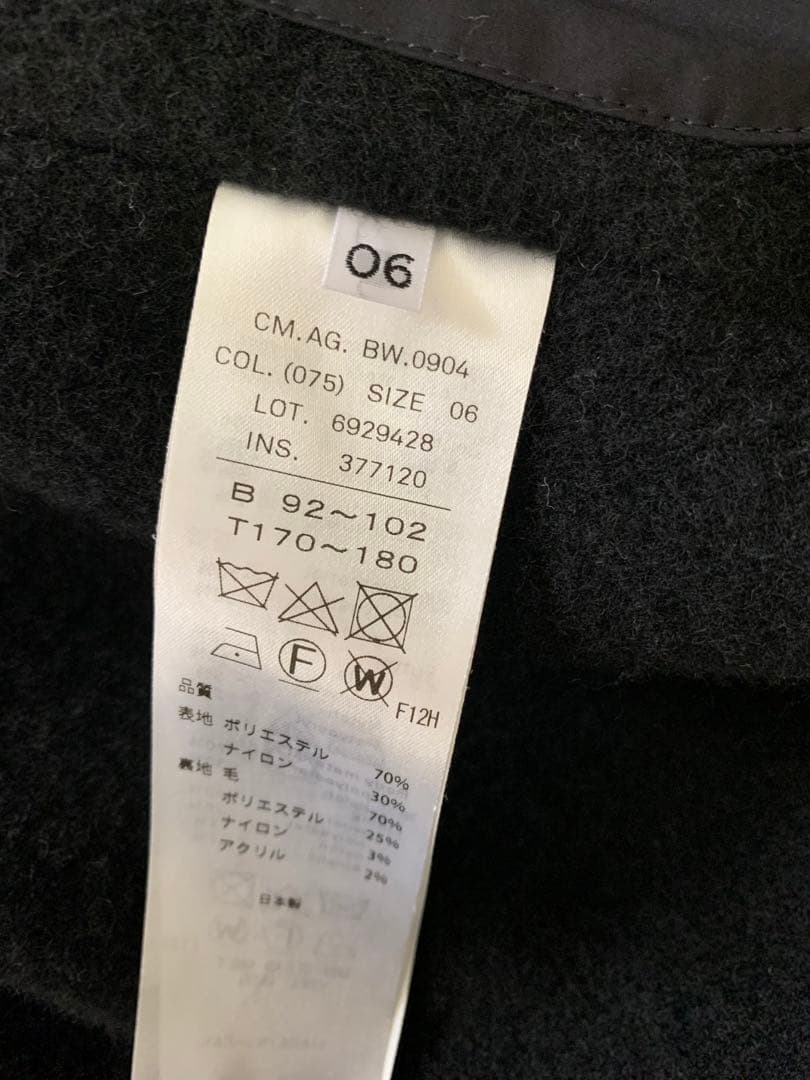 06
CM.AG. BW.0904
COL. (075) SIZE 06
LOT. 6929428
INS. 377120
B 92～102
T170～180
F
W
F12H
品質
表地 ポリエステル 70%
ナイロン 30%
裏地 毛 70%
ポリエステル 25%
ナイロン 3%
アクリル 2%
日本製